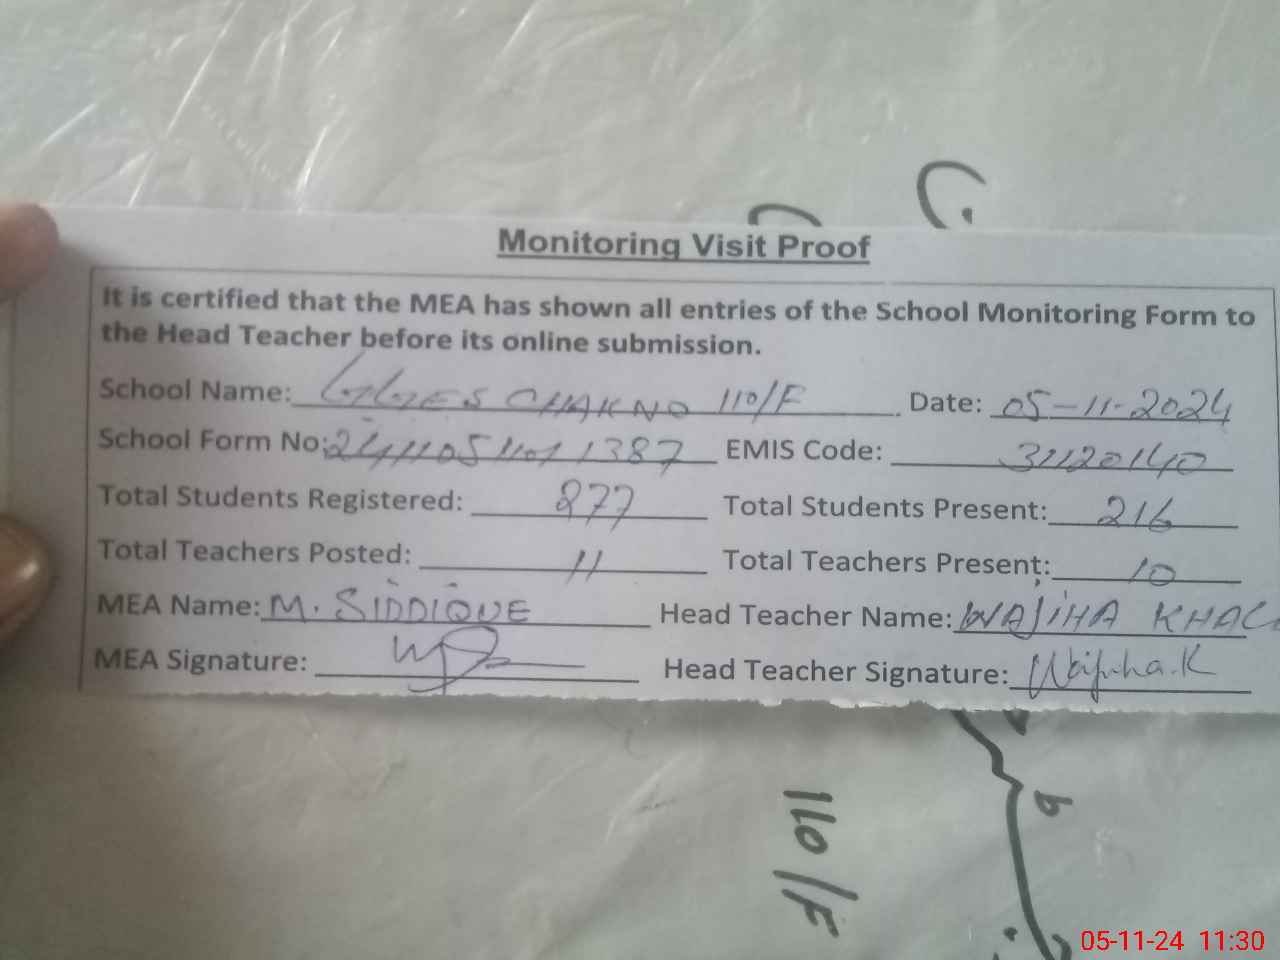 Monitoring Visit Proof
It is certified that the MEA has shown all entries of the School Monitoring Form to
the Head Teacher before its online submission.
School Name: GGES CHAK NO 110/F Date: 05-11-2024
School Form No: EMIS Code: 31120140
Total Students Registered: 277 Total Students Present: 216
Total Teachers Posted: 11 Total Teachers Present: 10
MEA Name: M. SIDDIQUE Head Teacher Name: WAJIHA KHAL
MEA Signature: Head Teacher Signature: Wajiha.K
110/F
05-11-24 11:30